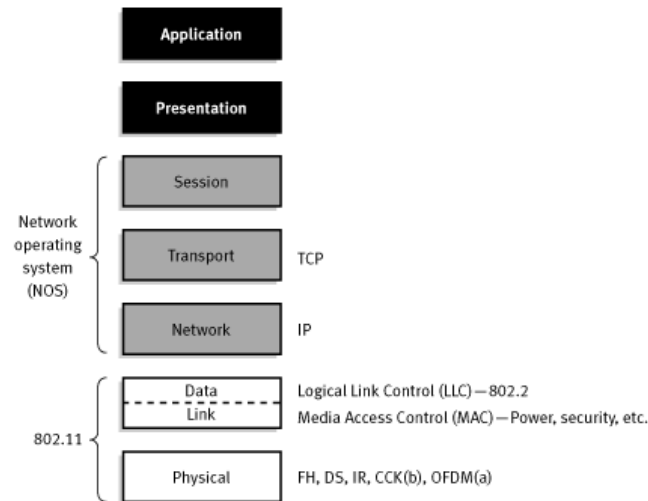 Application
Presentation
Session
Network
operating
system
(NOS)
Transport
TCP
Network
IP
Data
Logical Link Control (LLC)—802.2
Link
Media Access Control (MAC)—Power, security, etc.
802.11
Physical
FH, DS, IR, CCK(b), OFDM(a)